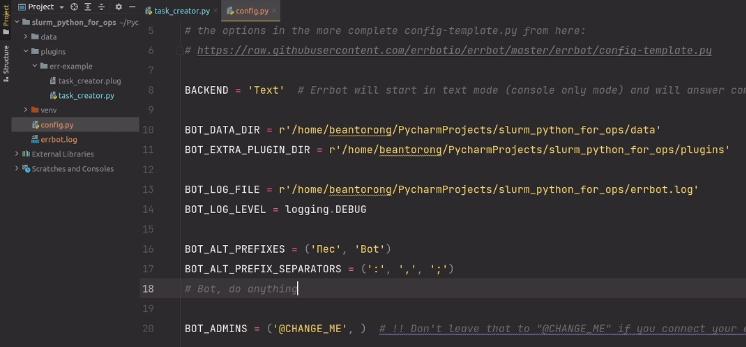 Project
task_creator.py
config.py
Project
Structure
slurm_python_for_ops ~/Pyc
data
plugins
err-example
task_creator.plug
task_creator.py
venv
config.py
errbot.log
External Libraries
Scratches and Consoles
5 # the options in the more complete config-template.py from here:
6 # https://raw.githubusercontent.com/errbotio/errbot/master/errbot/config-template.py
7
8 BACKEND = 'Text'  # Errbot will start in text mode (console only mode) and will answer com
9
10 BOT_DATA_DIR = r'/home/beantorong/PycharmProjects/slurm_python_for_ops/data'
11 BOT_EXTRA_PLUGIN_DIR = r'/home/beantorong/PycharmProjects/slurm_python_for_ops/plugins'
12
13 BOT_LOG_FILE = r'/home/beantorong/PycharmProjects/slurm_python_for_ops/errbot.log'
14 BOT_LOG_LEVEL = logging.DEBUG
15
16 BOT_ALT_PREFIXES = ('Пес', 'Bot')
17 BOT_ALT_PREFIX_SEPARATORS = (':', ',', ';')
18 # Bot, do anything
19
20 BOT_ADMINS = ('@CHANGE_ME', )  # !! Don't leave that to "@CHANGE_ME" if you connect your e